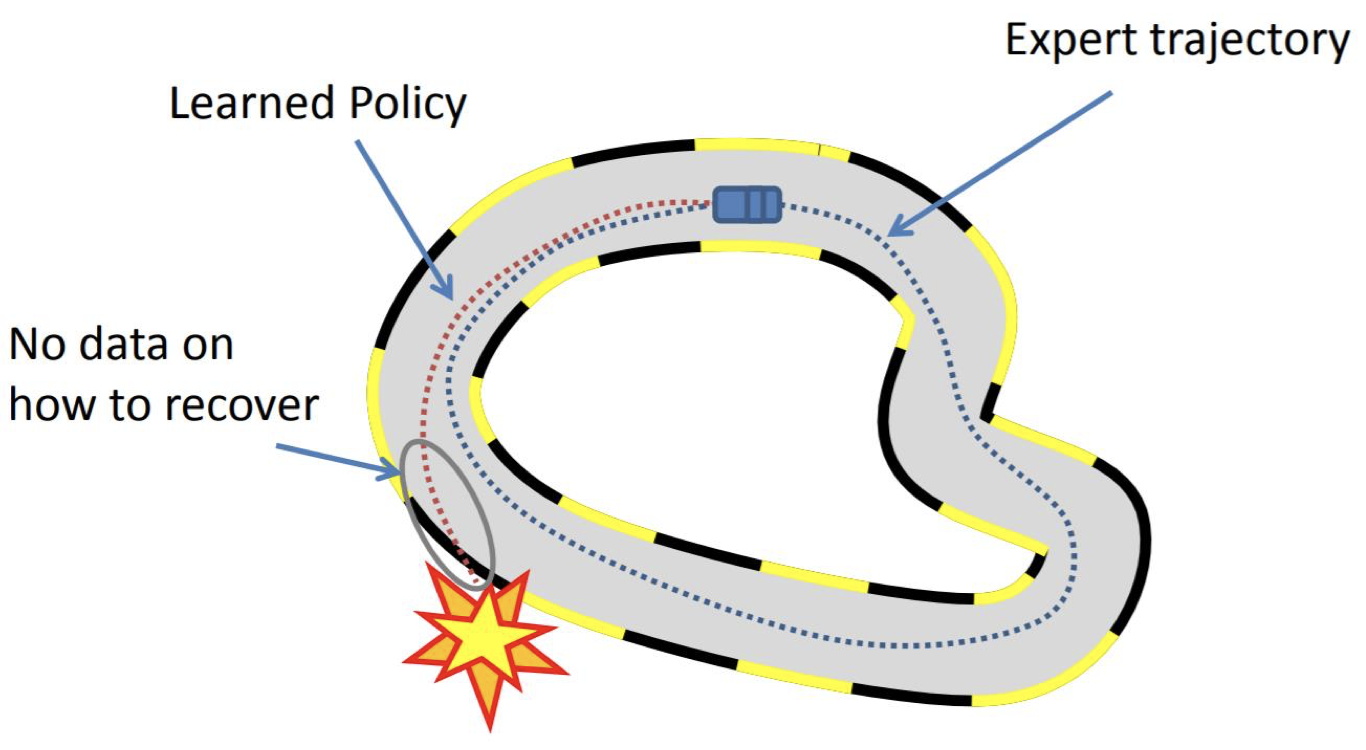 Expert trajectory
Learned Policy
No data on
how to recover